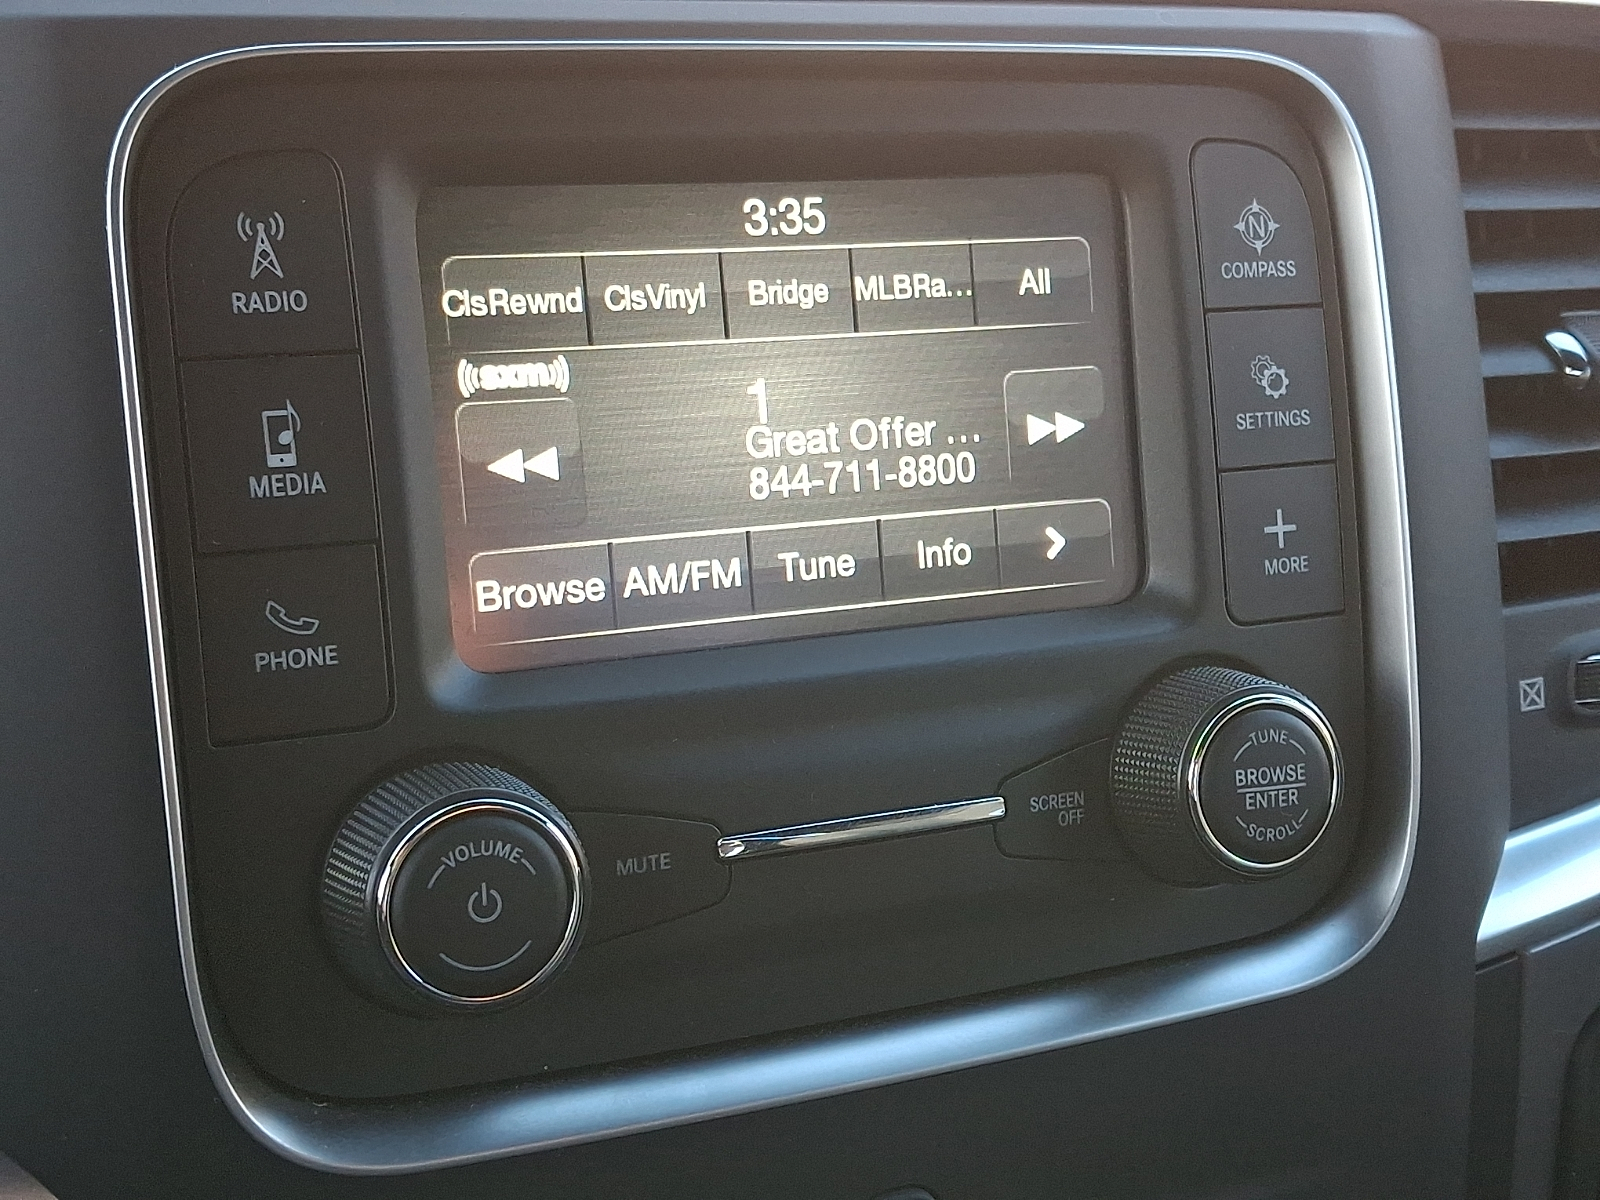 3:35
ClsRewnd ClsVinyl Bridge MLBRa... All
((sxm))
1
Great Offer ...
844-711-8800
Browse AM/FM Tune Info >
RADIO
MEDIA
PHONE
N
COMPASS
SETTINGS
+
MORE
VOLUME
MUTE
SCREEN
OFF
TUNE
BROWSE
ENTER
SCROLL